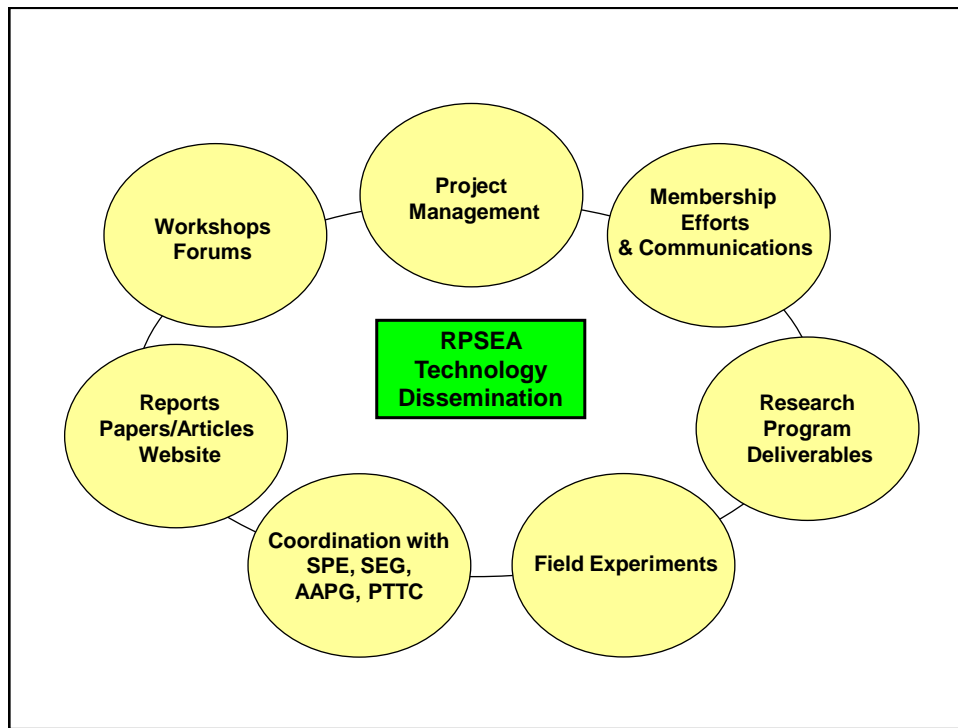 Project
Management
Membership
Efforts
& Communications
Workshops
Forums
RPSEA
Technology
Dissemination
Research
Program
Deliverables
Reports
Papers/Articles
Website
Coordination with
SPE, SEG,
AAPG, PTTC
Field Experiments